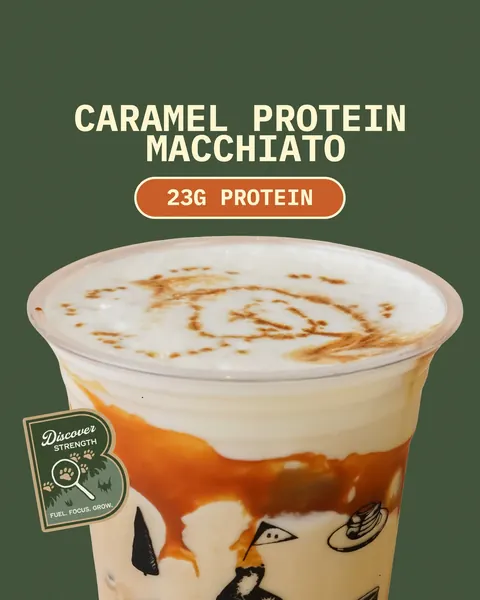 CARAMEL PROTEIN
MACCHIATO
23G PROTEIN
Discover
STRENGTH
FUEL. FOCUS. GROW.